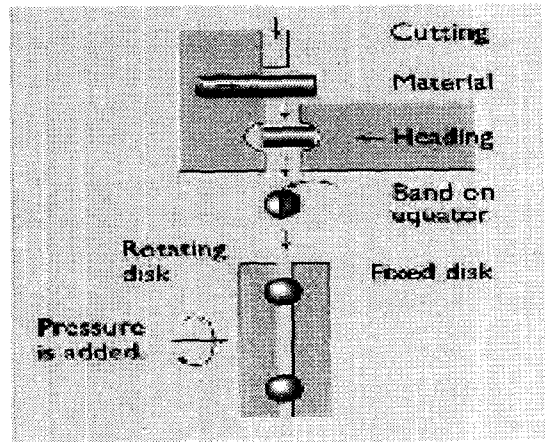 Cutting
Material
Heading
Band on
equator
Rotating
disk
Fixed disk
Pressure
is added.